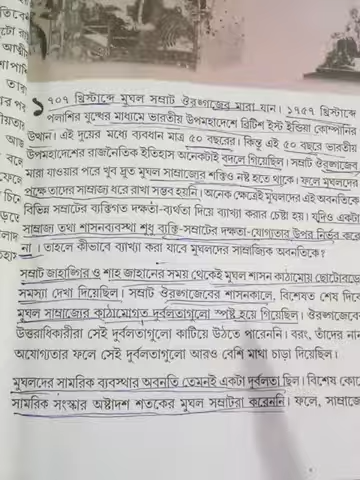 ১৭০৭ খ্রিস্টাব্দে মুঘল সম্রাট ঔরঙ্গজেব মারা যান। ১৭৫৭ খ্রিস্টাব্দে
পলাশির যুদ্ধের মাধ্যমে ভারতীয় উপমহাদেশে ব্রিটিশ ইস্ট ইন্ডিয়া কোম্পানির
উত্থান। এই দুয়ের মধ্যে ব্যবধান মাত্র ৫০ বছরের। কিন্তু এই ৫০ বছরে ভারতীয়
উপমহাদেশের রাজনৈতিক ইতিহাস অনেকটাই বদলে গিয়েছিল। সম্রাট ঔরঙ্গজেব
মারা যাওয়ার পরে খুব দ্রুত মুঘল সাম্রাজ্যের শক্তিও নষ্ট হতে থাকে। ফলে মুঘলদের
পক্ষে তাদের সাম্রাজ্য ধরে রাখা সম্ভব হয়নি। অনেক ক্ষেত্রেই মুঘলদের এই অবনতিকে
বিভিন্ন সম্রাটের ব্যক্তিগত দক্ষতা-ব্যর্থতা দিয়ে ব্যাখ্যা করার চেষ্টা হয়। যদিও একটা
সাম্রাজ্য তথা শাসনব্যবস্থা শুধু ব্যক্তি-সম্রাটের দক্ষতা-যোগ্যতার উপর নির্ভর করে
না। তাহলে কীভাবে ব্যাখ্যা করা যাবে মুঘলদের সাম্রাজ্যিক অবনতিকে?
সম্রাট জাহাঙ্গির ও শাহ জাহানের সময় থেকেই মুঘল শাসন কাঠামোয় ছোটোবড়ো
সমস্যা দেখা দিয়েছিল। সম্রাট ঔরঙ্গজেবের শাসনকালে, বিশেষত শেষ দিকে
মুঘল সাম্রাজ্যের কাঠামোগত দুর্বলতাগুলো স্পষ্ট হয়ে গিয়েছিল। ঔরঙ্গজেবের
উত্তরাধিকারীরা সেই দুর্বলতাগুলো কাটিয়ে উঠতে পারেননি। বরং, তাঁদের
অযোগ্যতার ফলে সেই দুর্বলতাগুলো আরও বেশি মাথা চাড়া দিয়েছিল।
মুঘলদের সামরিক ব্যবস্থার অবনতি তেমনই একটা দুর্বলতা ছিল। বিশেষ
সামরিক সংস্কার অষ্টাদশ শতকের মুঘল সম্রাটরা করেননি। ফলে,